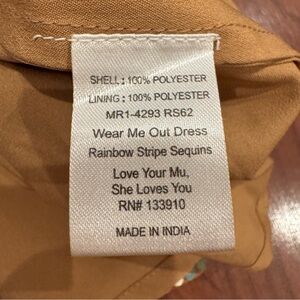 SHELL : 100% POLYESTER
LINING : 100% POLYESTER
MR1-4293 RS62
Wear Me Out Dress
Rainbow Stripe Sequins
Love Your Mu,
She Loves You
RN# 133910
MADE IN INDIA